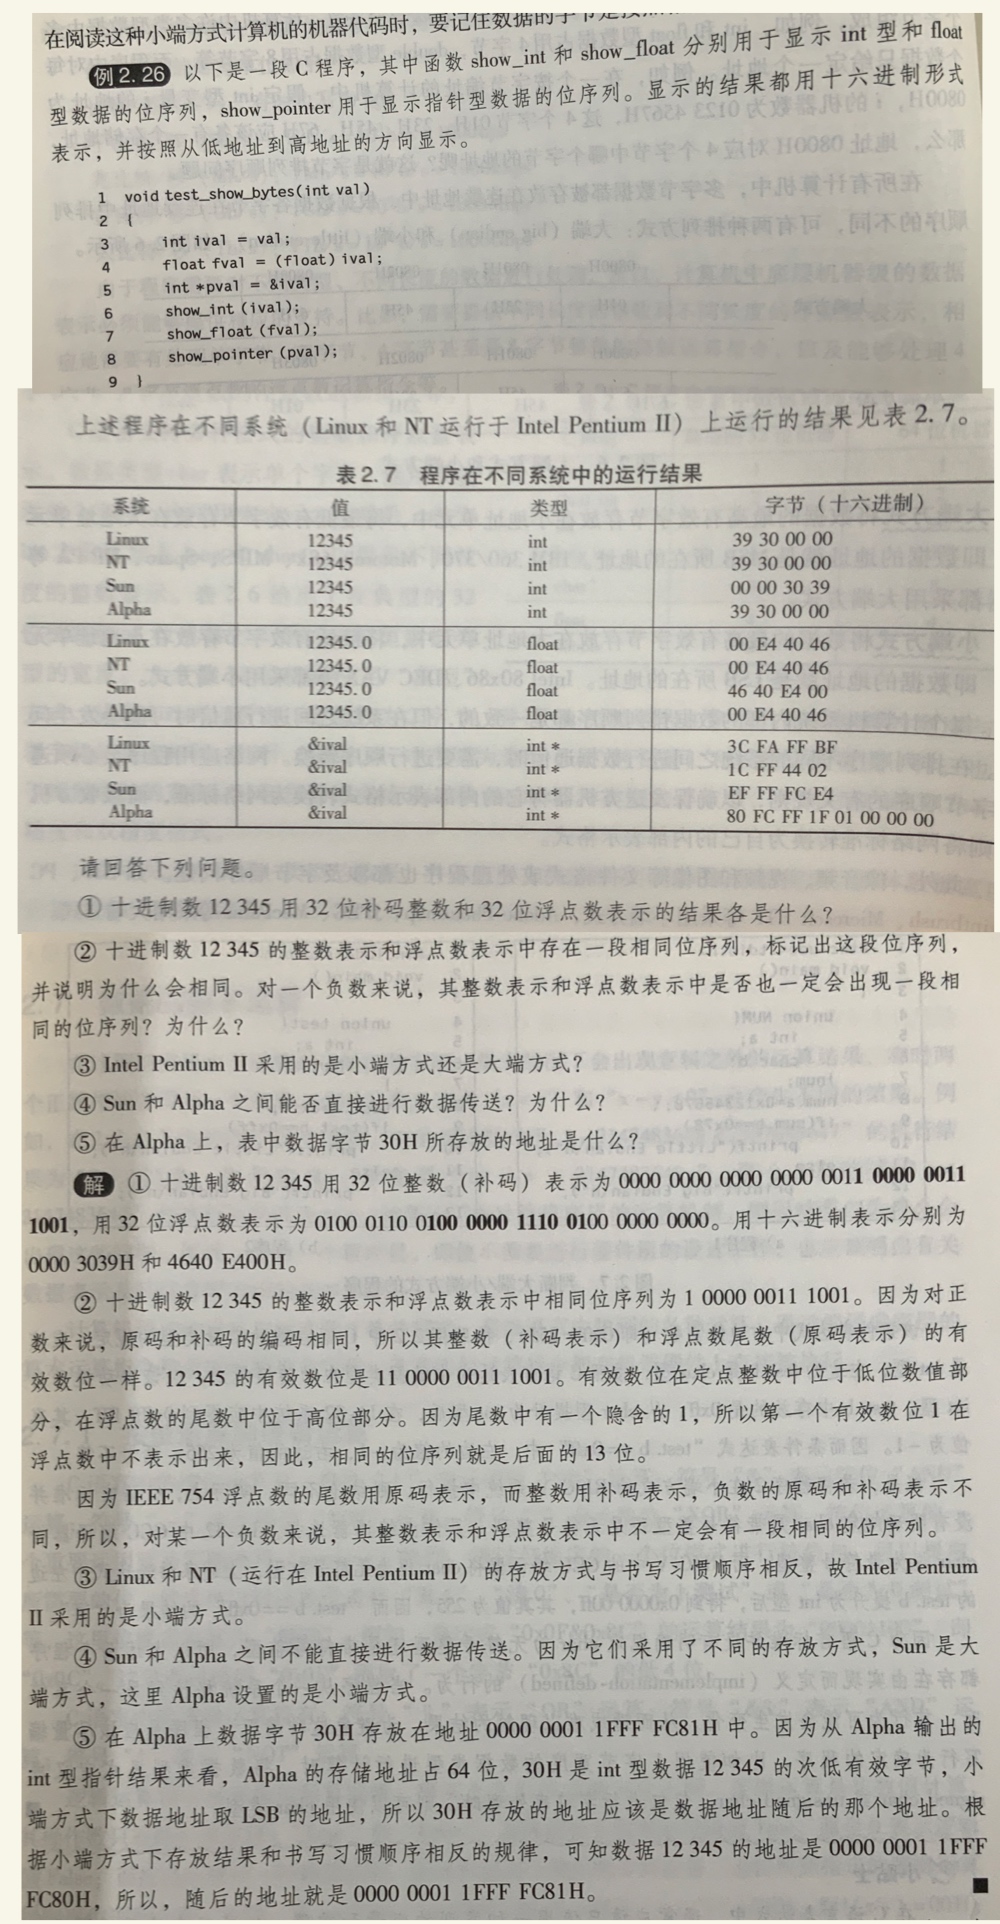 在阅读这种小端方式计算机的机器代码时，要记住数据的字节是按
例2.26 以下是一段 C 程序，其中函数 show_int 和 show_float 分别用于显示 int 型和 float
型数据的位序列，show_pointer 用于显示指针型数据的位序列。显示的结果都用十六进制形式
表示，并按照从低地址到高地址的方向显示。
1 void test_show_bytes(int val)
2 {
3 int ival = val;
4 float fval = (float) ival;
5 int *pval = &ival;
6 show_int (ival);
7 show_float (fval);
8 show_pointer (pval);
9 }
上述程序在不同系统（Linux 和 NT 运行于 Intel Pentium II）上运行的结果见表 2.7。
表 2.7 程序在不同系统中的运行结果
系统 值 类型 字节（十六进制）
Linux 12345 int 39 30 00 00
NT 12345 int 39 30 00 00
Sun 12345 int 00 00 30 39
Alpha 12345 int 39 30 00 00
Linux 12345.0 float 00 E4 40 46
NT 12345.0 float 00 E4 40 46
Sun 12345.0 float 46 40 E4 00
Alpha 12345.0 float 00 E4 40 46
Linux &ival int * 3C FA FF BF
NT &ival int * 1C FF 44 02
Sun &ival int * EF FF FC E4
Alpha &ival int * 80 FC FF 1F 01 00 00 00
请回答下列问题。
① 十进制数 12 345 用 32 位补码整数和 32 位浮点数表示的结果各是什么？
② 十进制数 12 345 的整数表示和浮点数表示中存在一段相同位序列，标记出这段位序列，
并说明为什么会相同。对一个负数来说，其整数表示和浮点数表示中是否也一定会出现一段相
同的位序列？为什么？
③ Intel Pentium II 采用的是小端方式还是大端方式？
④ Sun 和 Alpha 之间能否直接进行数据传送？为什么？
⑤ 在 Alpha 上，表中数据字节 30H 所存放的地址是什么？
解 ① 十进制数 12 345 用 32 位整数（补码）表示为 0000 0000 0000 0000 0011 0000 0011
1001，用 32 位浮点数表示为 0100 0110 0100 0000 1110 0100 0000 0000。用十六进制表示分别为
0000 3039H 和 4640 E400H。
② 十进制数 12 345 的整数表示和浮点数表示中相同位序列为 1 0000 0011 1001。因为对正
数来说，原码和补码的编码相同，所以其整数（补码表示）和浮点数尾数（原码表示）的有
效数位一样。12 345 的有效数位是 11 0000 0011 1001。有效数位在定点整数中位于低位数值部
分，在浮点数的尾数中位于高位部分。因为尾数中有一个隐含的 1，所以第一个有效数位 1 在
浮点数中不表示出来，因此，相同的位序列就是后面的 13 位。
因为 IEEE 754 浮点数的尾数用原码表示，而整数用补码表示，负数的原码和补码表示不
同，所以，对某一个负数来说，其整数表示和浮点数表示中不一定会有一段相同的位序列。
③ Linux 和 NT（运行在 Intel Pentium II）的存放方式与书写习惯顺序相反，故 Intel Pentium
II 采用的是小端方式。
④ Sun 和 Alpha 之间不能直接进行数据传送。因为它们采用了不同的存放方式，Sun 是大
端方式，这里 Alpha 设置的是小端方式。
⑤ 在 Alpha 上数据字节 30H 存放在地址 0000 0001 1FFF FC81H 中。因为从 Alpha 输出的
int 型指针结果来看，Alpha 的存储地址占 64 位，30H 是 int 型数据 12 345 的次低有效字节，小
端方式下数据地址取 LSB 的地址，所以 30H 存放的地址应该是数据地址随后的那个地址。根
据小端方式下存放结果和书写习惯顺序相反的规律，可知数据 12 345 的地址是 0000 0001 1FFF
FC80H，所以，随后的地址就是 0000 0001 1FFF FC81H。